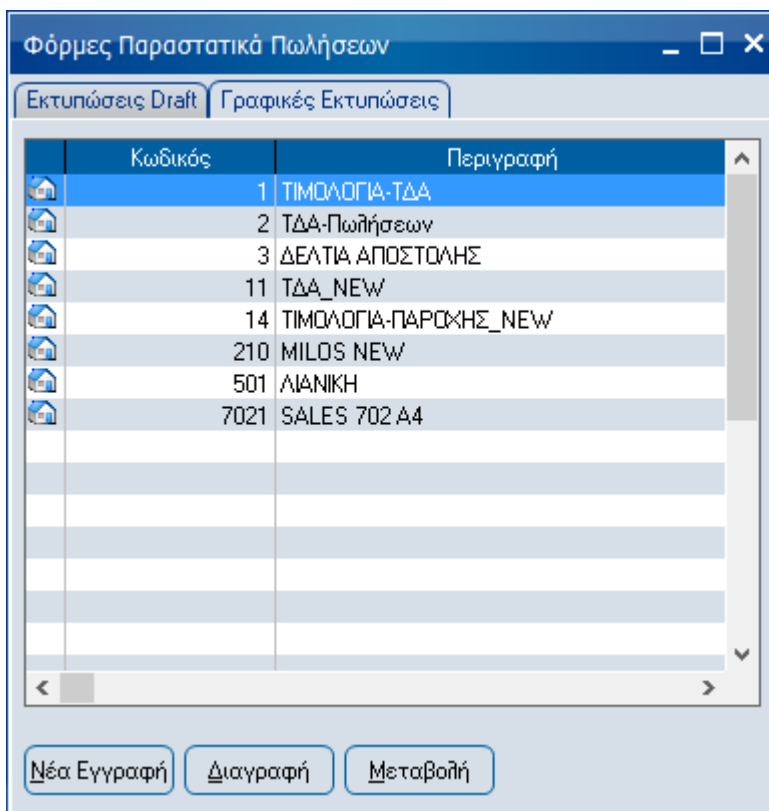 Φόρμες Παραστατικά Πωλήσεων
Εκτυπώσεις Draft Γραφικές Εκτυπώσεις
Κωδικός Περιγραφή
1 ΤΙΜΟΛΟΓΙΑ-ΤΔΑ
2 ΤΔΑ-Πωλήσεων
3 ΔΕΛΤΙΑ ΑΠΟΣΤΟΛΗΣ
11 ΤΔΑ_NEW
14 ΤΙΜΟΛΟΓΙΑ-ΠΑΡΟΧΗΣ_NEW
210 MILOS NEW
501 ΛΙΑΝΙΚΗ
7021 SALES 702 A4
Νέα Εγγραφή Διαγραφή Μεταβολή